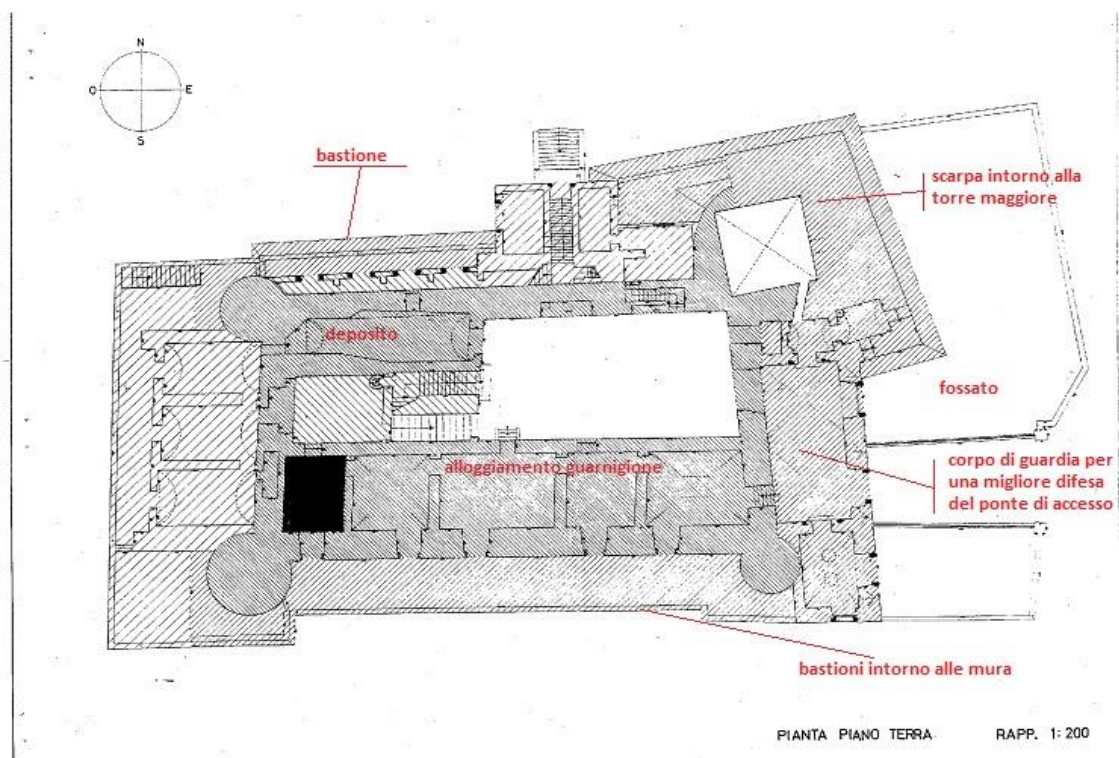 N
O E
S
bastione
scarpa intorno alla
torre maggiore
deposito
fossato
alloggiamento guarnigione
corpo di guardia per
una migliore difesa
del ponte di accesso
bastioni intorno alle mura
PIANTA PIANO TERRA RAPP. 1:200